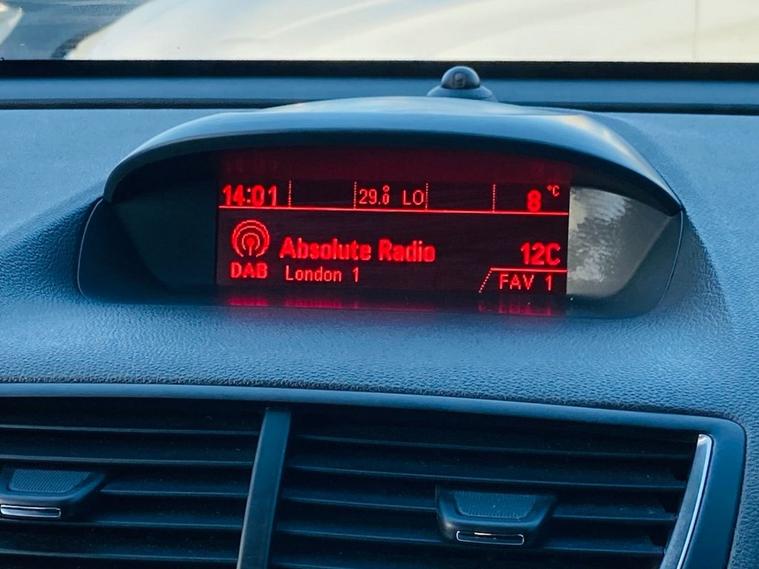 14:01 29.0 LO 8 °C
Absolute Radio 12C
DAB London 1 FAV 1